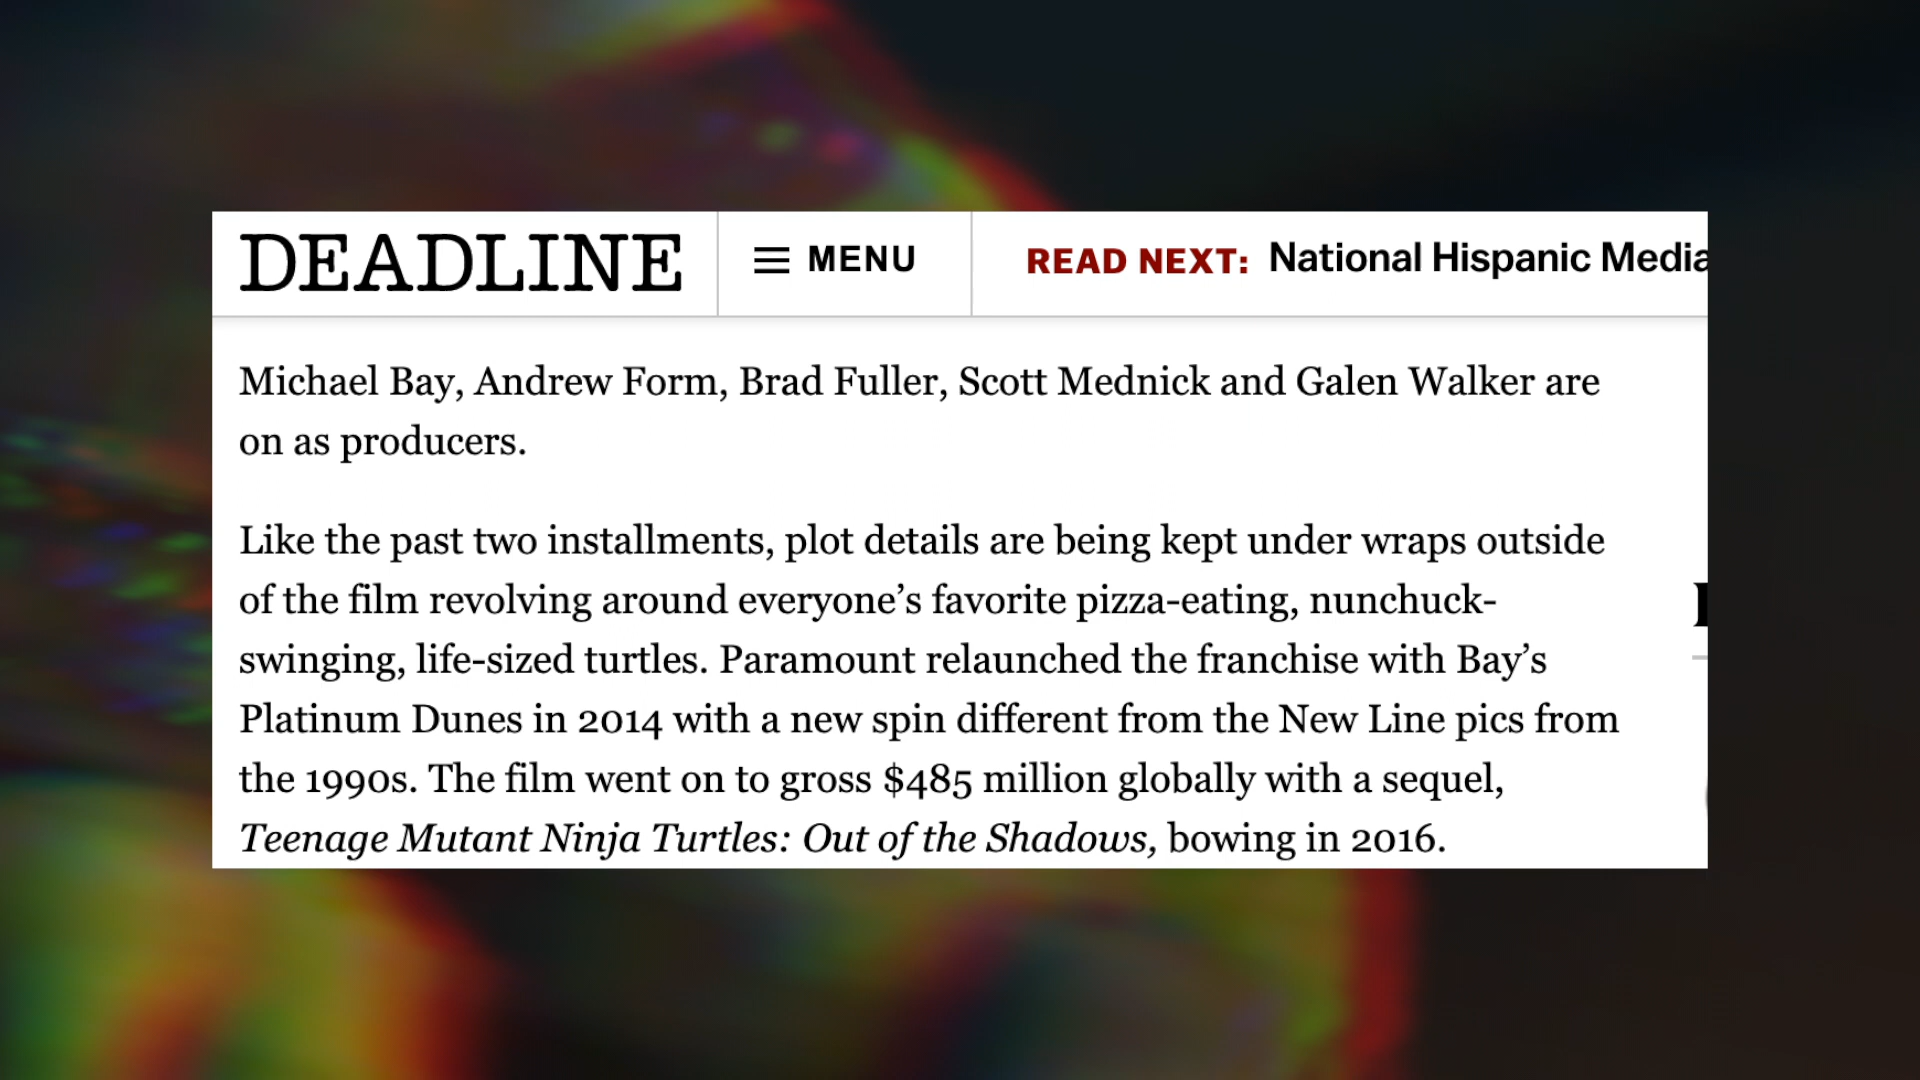 DEADLINE
MENU
READ NEXT: National Hispanic Media
Michael Bay, Andrew Form, Brad Fuller, Scott Mednick and Galen Walker are
on as producers.
Like the past two installments, plot details are being kept under wraps outside
of the film revolving around everyone’s favorite pizza-eating, nunchuck-
swinging, life-sized turtles. Paramount relaunched the franchise with Bay’s
Platinum Dunes in 2014 with a new spin different from the New Line pics from
the 1990s. The film went on to gross $485 million globally with a sequel,
Teenage Mutant Ninja Turtles: Out of the Shadows, bowing in 2016.